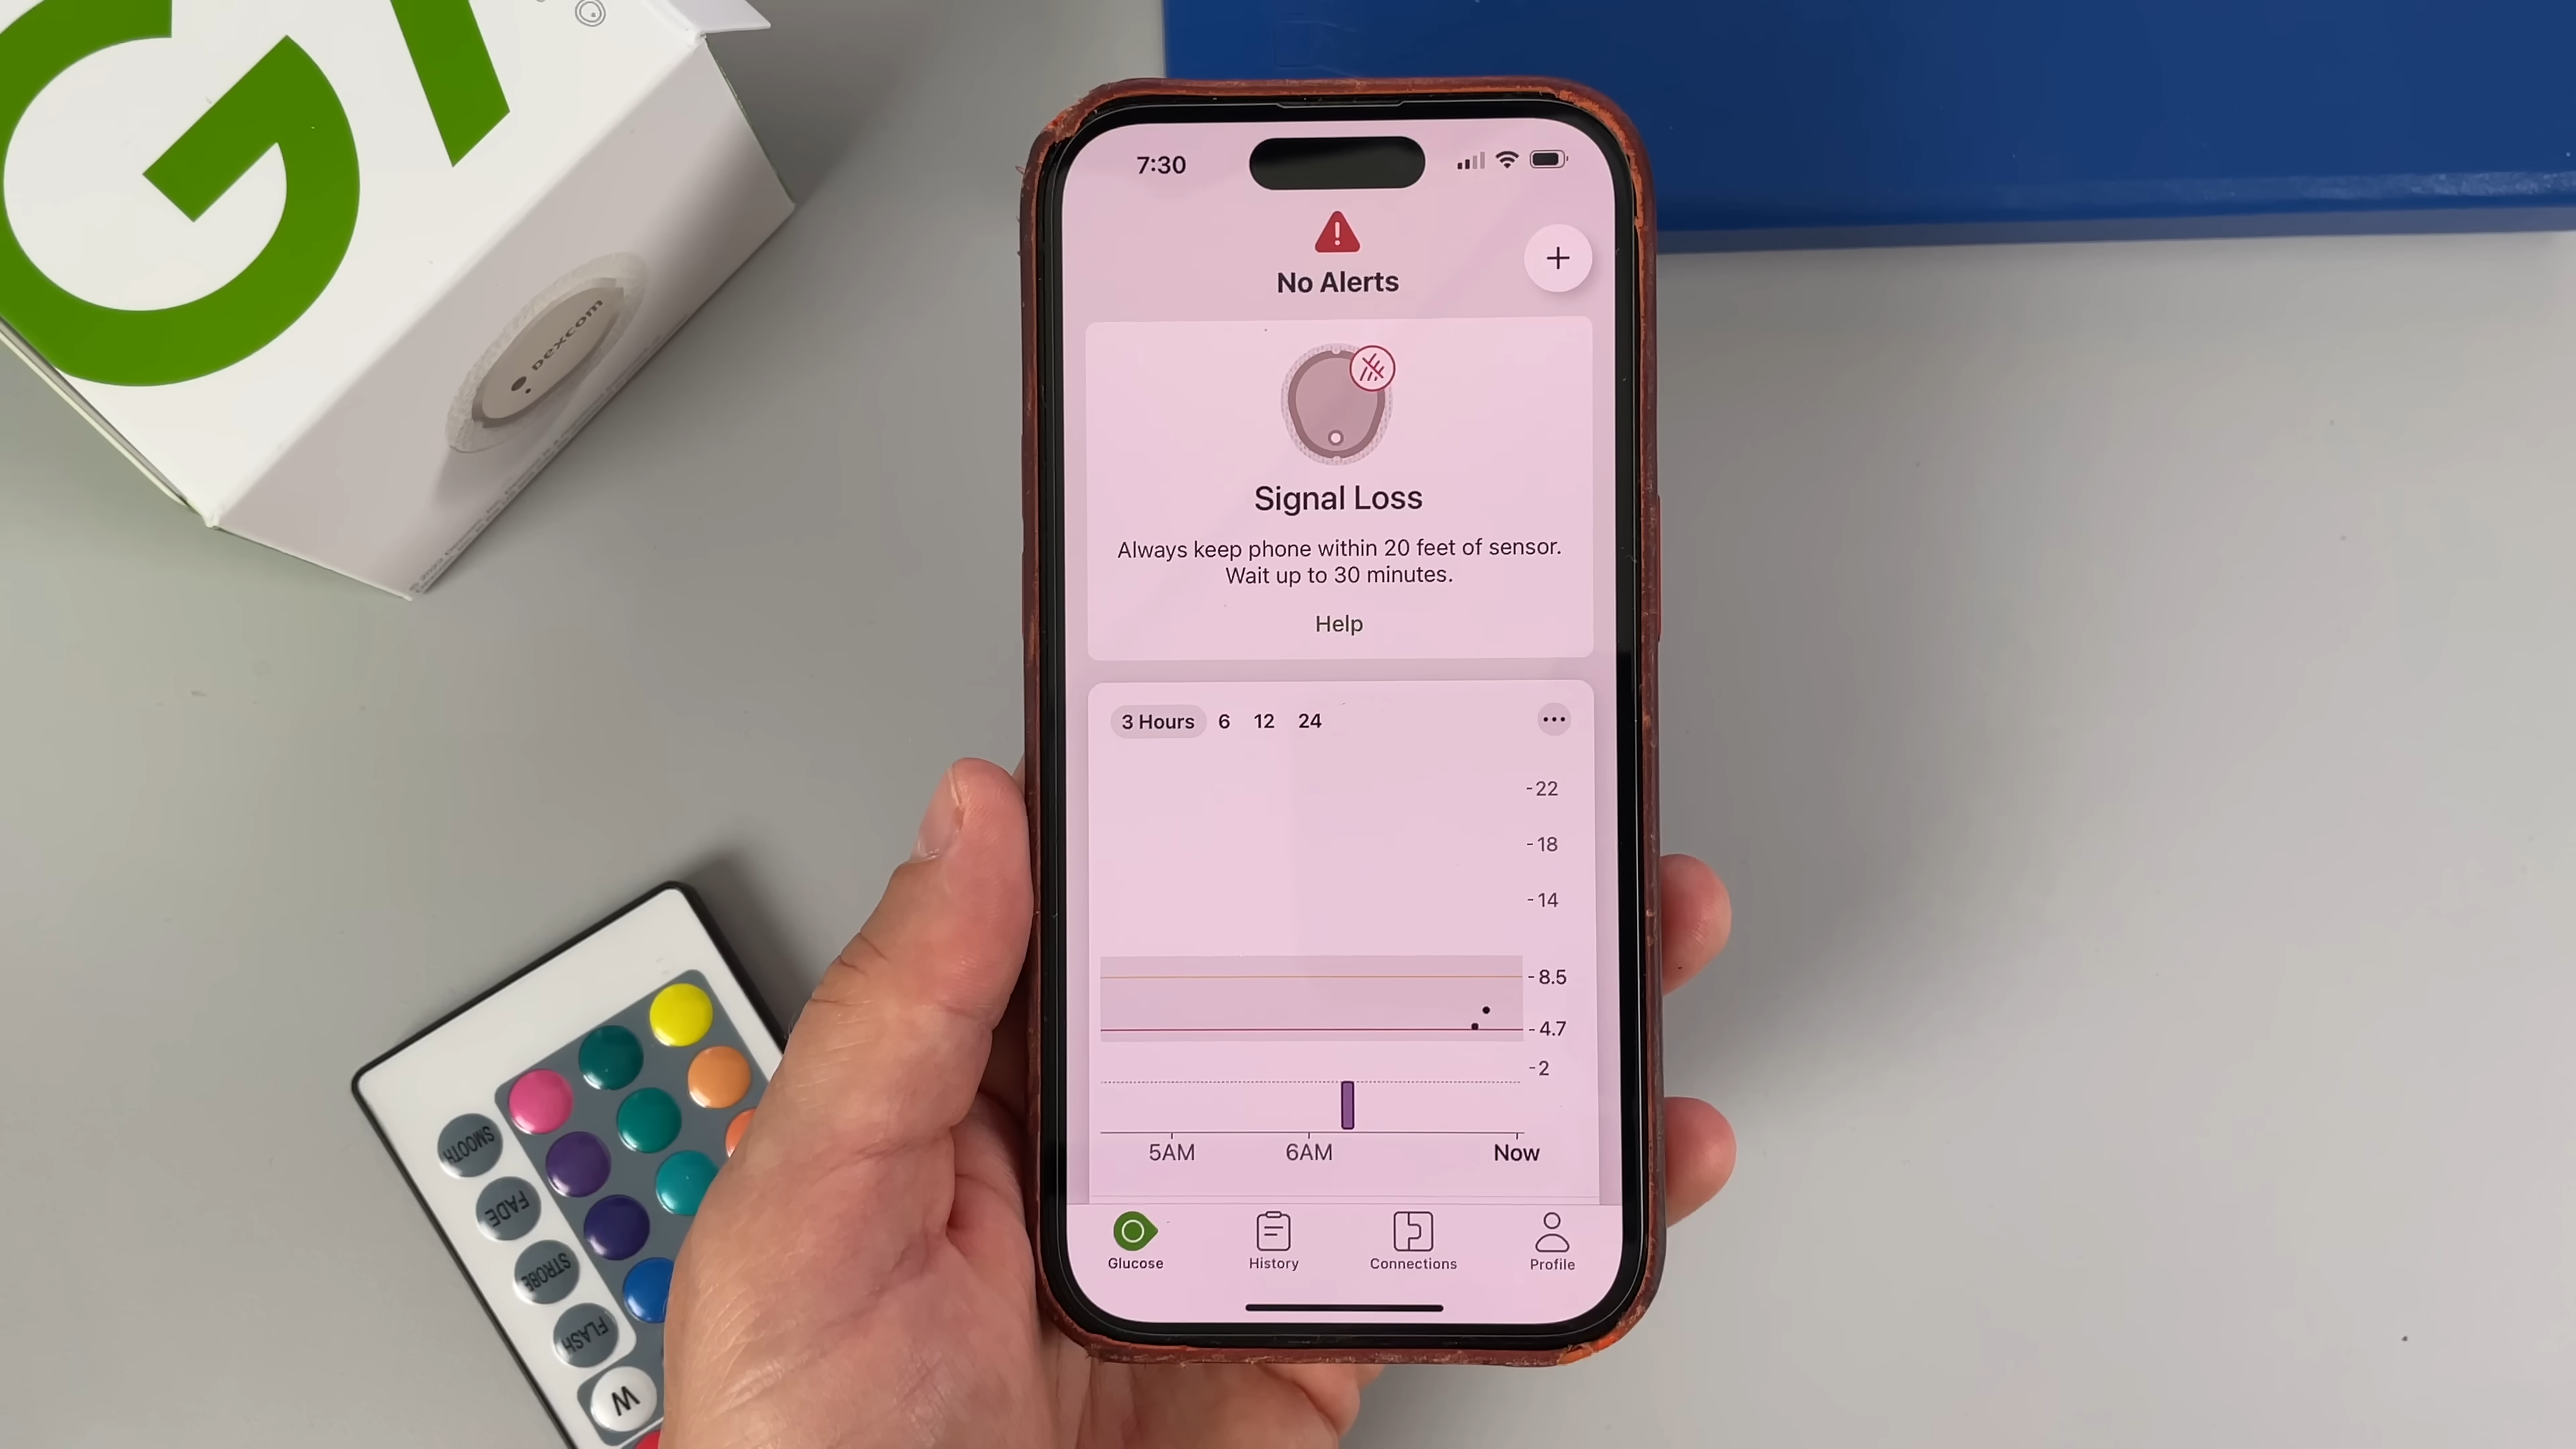 G7
Dexcom
7:30
No Alerts
+
Signal Loss
Always keep phone within 20 feet of sensor.
Wait up to 30 minutes.
Help
3 Hours 6 12 24
22
18
14
8.5
4.7
2
5AM 6AM Now
Glucose History Connections Profile
SMOOTH
FADE
STROBE
FLASH
W